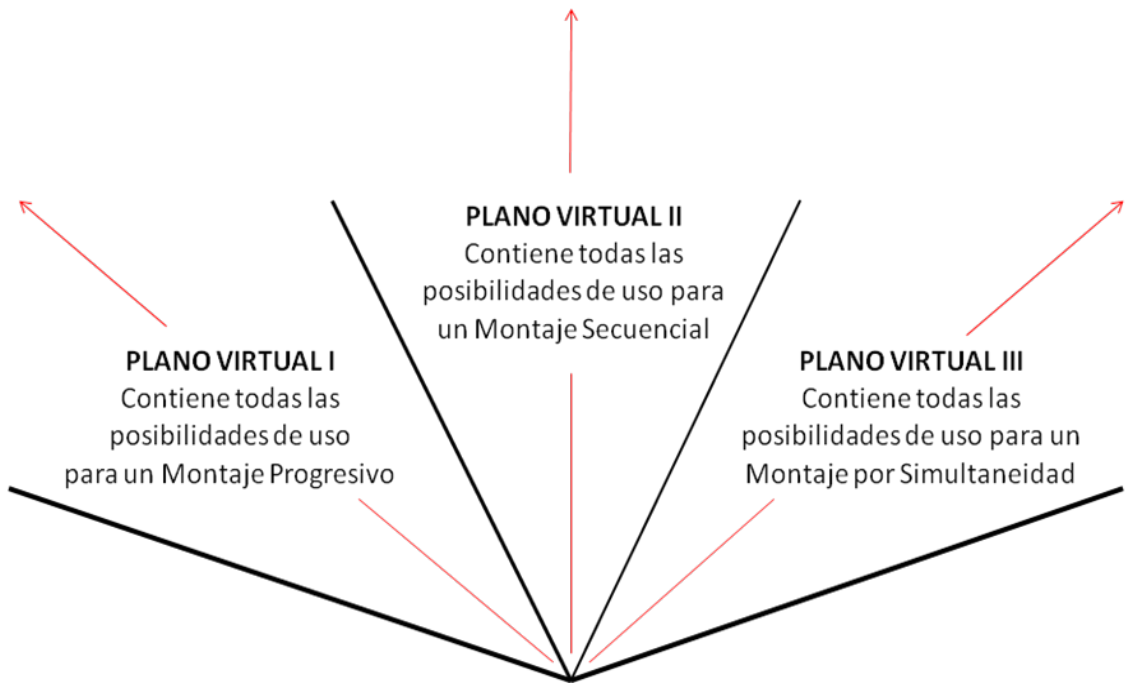 PLANO VIRTUAL I
Contiene todas las
posibilidades de uso
para un Montaje Progresivo
PLANO VIRTUAL II
Contiene todas las
posibilidades de uso para
un Montaje Secuencial
PLANO VIRTUAL III
Contiene todas las
posibilidades de uso para un
Montaje por Simultaneidad